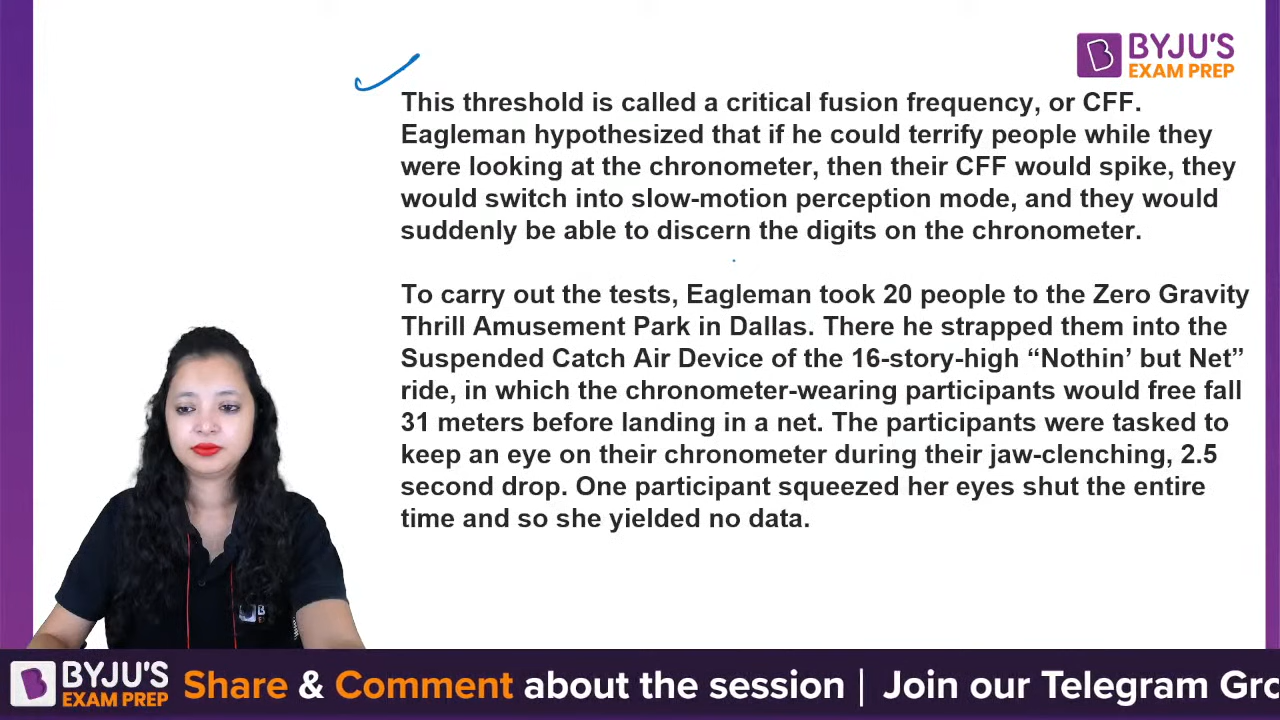 BYJU'S
EXAM PREP
This threshold is called a critical fusion frequency, or CFF.
Eagleman hypothesized that if he could terrify people while they
were looking at the chronometer, then their CFF would spike, they
would switch into slow-motion perception mode, and they would
suddenly be able to discern the digits on the chronometer.
To carry out the tests, Eagleman took 20 people to the Zero Gravity
Thrill Amusement Park in Dallas. There he strapped them into the
Suspended Catch Air Device of the 16-story-high “Nothin’ but Net”
ride, in which the chronometer-wearing participants would free fall
31 meters before landing in a net. The participants were tasked to
keep an eye on their chronometer during their jaw-clenching, 2.5
second drop. One participant squeezed her eyes shut the entire
time and so she yielded no data.
BYJU'S
EXAM PREP
Share & Comment about the session | Join our Telegram Gro